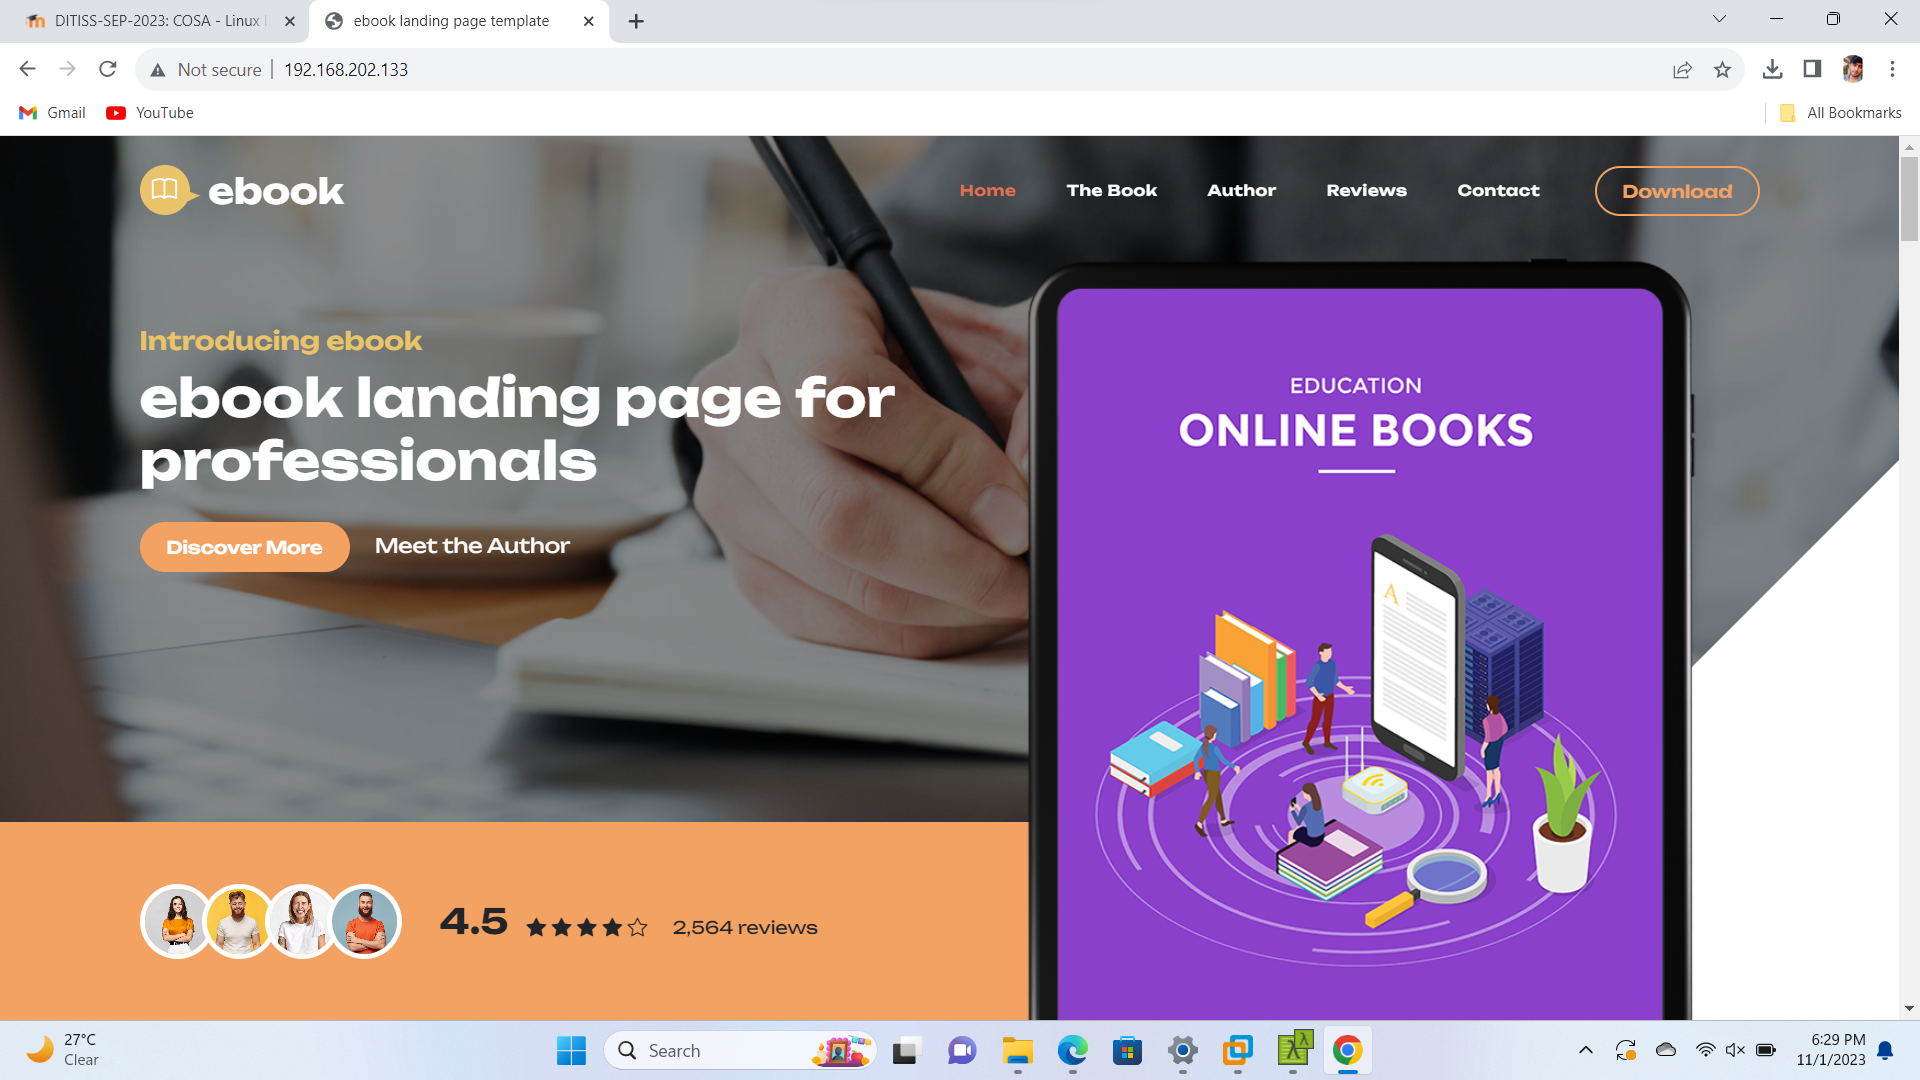 DITISS-SEP-2023: COSA - Linux
ebook landing page template
Not secure
192.168.202.133
Gmail
YouTube
All Bookmarks
ebook
Home
The Book
Author
Reviews
Contact
Download
Introducing ebook
ebook landing page for
professionals
Discover More
Meet the Author
EDUCATION
ONLINE BOOKS
A
4.5
2,564 reviews
27°C
Clear
Search
6:29 PM
11/1/2023